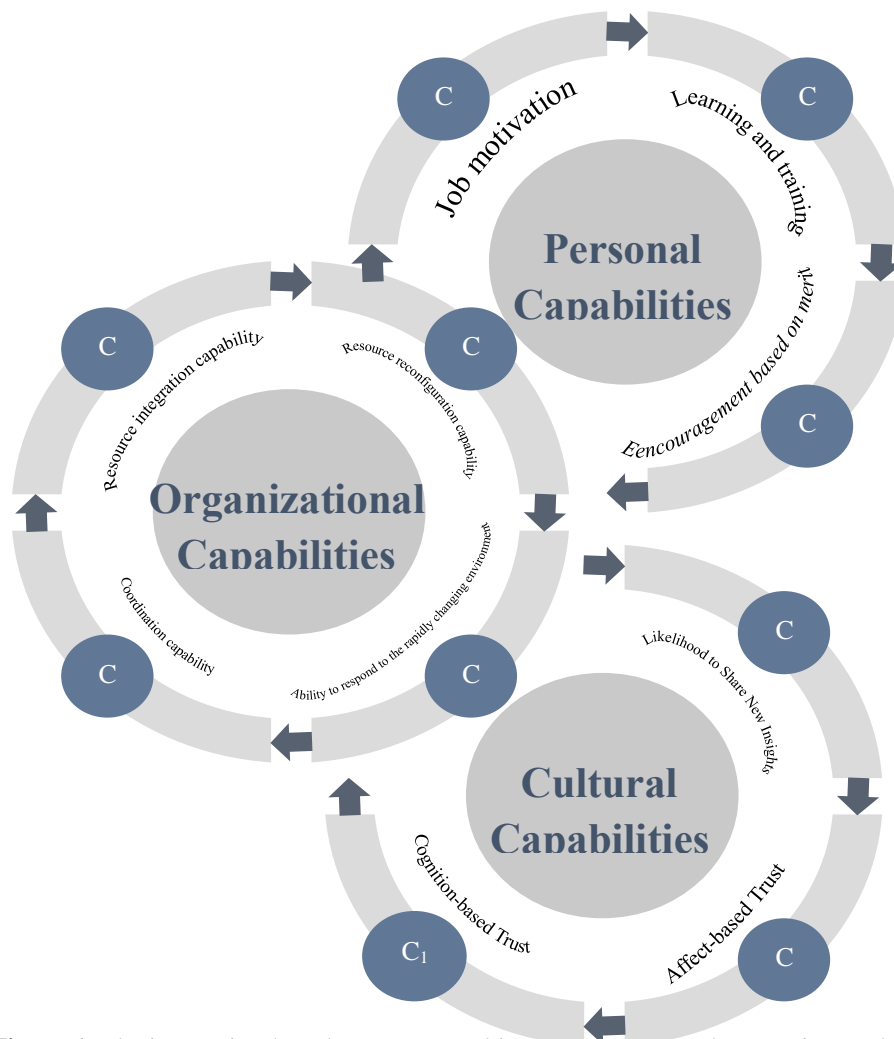 C
Job motivation
C
Learning and training
Personal
Capabilities
C
Eencouragement based on merit
C
Resource integration capability
C
Resource reconfiguration capability
Organizational
Capabilities
C
Coordination capability
C
Ability to respond to the rapidly changing environment
C
Likelihood to Share New Insights
Cultural
Capabilities
C1
Cognition-based Trust
C
Affect-based Trust